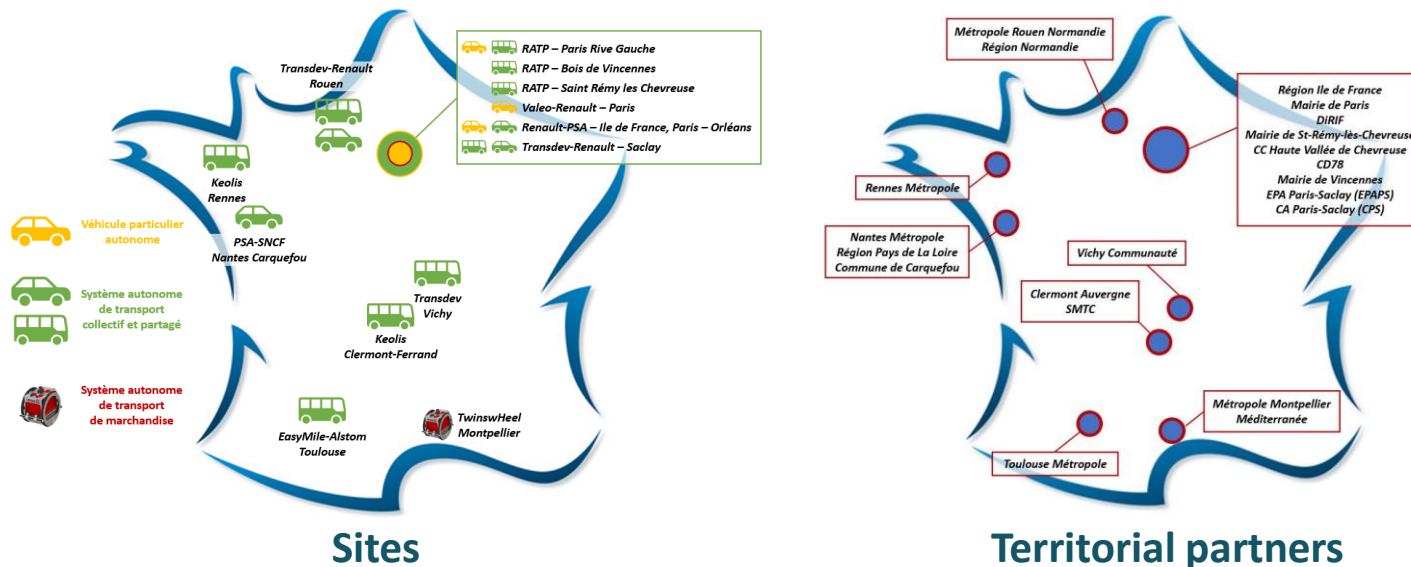 Transdev-Renault
Rouen
RATP – Paris Rive Gauche
RATP – Bois de Vincennes
RATP – Saint Rémy les Chevreuse
Valeo-Renault – Paris
Renault-PSA – Ile de France, Paris – Orléans
Transdev-Renault – Saclay
Keolis
Rennes
PSA-SNCF
Nantes Carquefou
Véhicule particulier
autonome
Système autonome
de transport
collectif et partagé
Système autonome
de transport
de marchandise
Transdev
Vichy
Keolis
Clermont-Ferrand
EasyMile-Alstom
Toulouse
TwinswHeel
Montpellier
Sites
Métropole Rouen Normandie
Région Normandie
Région Ile de France
Mairie de Paris
DiRIF
Mairie de St-Rémy-lès-Chevreuse
CC Haute Vallée de Chevreuse
CD78
Mairie de Vincennes
EPA Paris-Saclay (EPAPS)
CA Paris-Saclay (CPS)
Rennes Métropole
Nantes Métropole
Région Pays de La Loire
Commune de Carquefou
Vichy Communauté
Clermont Auvergne
SMTC
Métropole Montpellier
Méditerranée
Toulouse Métropole
Territorial partners